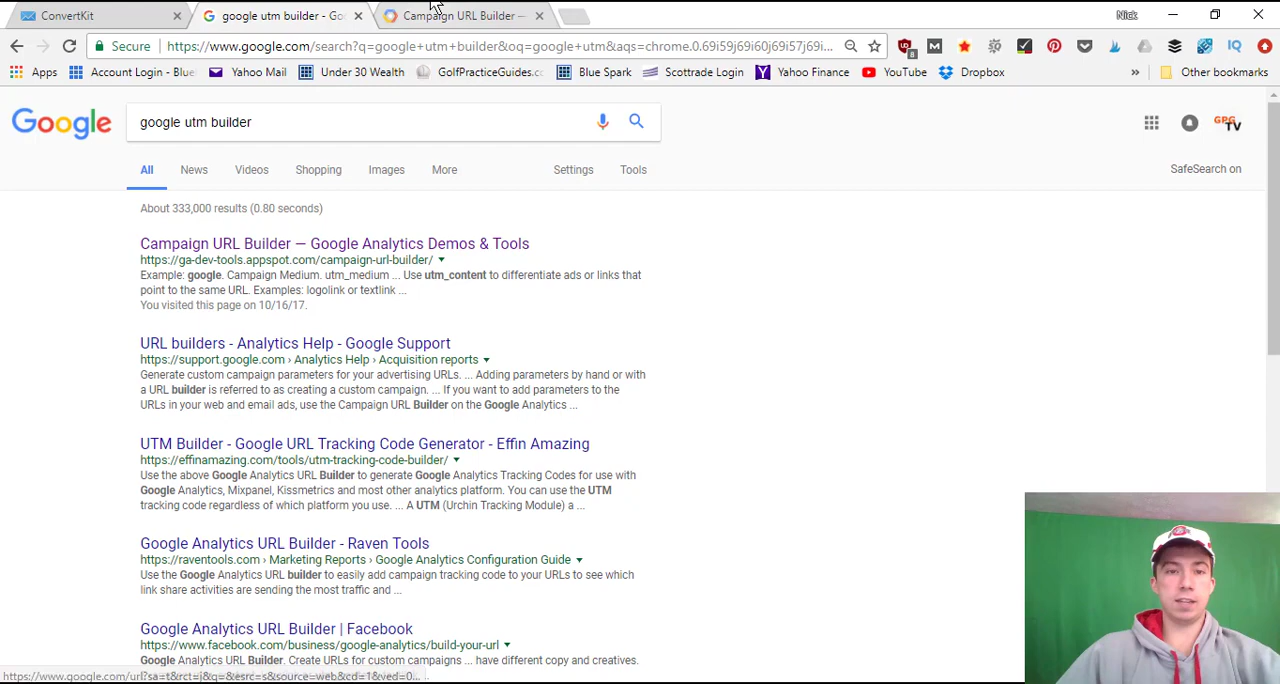 ConvertKit
google utm builder - Go
Campaign URL Builder —
Nick
Secure
https://www.google.com/search?q=google+utm+builder&oq=google+utm&aqs=chrome.0.69i59j69i60j69i57j69i...
Apps
Account Login - Blue
Yahoo Mail
Under 30 Wealth
GolfPracticeGuides.c
Blue Spark
Scottrade Login
Yahoo Finance
YouTube
Dropbox
»
Other bookmarks
Google
google utm builder
GPG TV
All
News
Videos
Shopping
Images
More
Settings
Tools
SafeSearch on
About 333,000 results (0.80 seconds)
Campaign URL Builder — Google Analytics Demos & Tools
https://ga-dev-tools.appspot.com/campaign-url-builder/
Example: google. Campaign Medium. utm_medium ... Use utm_content to differentiate ads or links that
point to the same URL. Examples: logolink or textlink ...
You visited this page on 10/16/17.
URL builders - Analytics Help - Google Support
https://support.google.com › Analytics Help › Acquisition reports
Generate custom campaign parameters for your advertising URLs. ... Adding parameters by hand or with
a URL builder is referred to as creating a custom campaign. ... If you want to add parameters to the
URLs in your web and email ads, use the Campaign URL Builder on the Google Analytics ...
UTM Builder - Google URL Tracking Code Generator - Effin Amazing
https://effinamazing.com/tools/utm-tracking-code-builder/
Use the above Google Analytics URL Builder to generate Google Analytics Tracking Codes for use with
Google Analytics, Mixpanel, Kissmetrics and most other analytics platform. You can use the UTM
tracking code regardless of which platform you use. ... A UTM (Urchin Tracking Module) a ...
Google Analytics URL Builder - Raven Tools
https://raventools.com › Marketing Reports › Google Analytics Configuration Guide
Use the Google Analytics URL builder to easily add campaign tracking code to your URLs to see which
link share activities are sending the most traffic and ...
Google Analytics URL Builder | Facebook
https://www.facebook.com/business/google-analytics/build-your-url
Google Analytics URL Builder. Create URLs for custom campaigns ... have different copy and creatives.
https://www.google.com/url?sa=t&rct=j&q=&esrc=s&source=web&cd=1&ved=0...